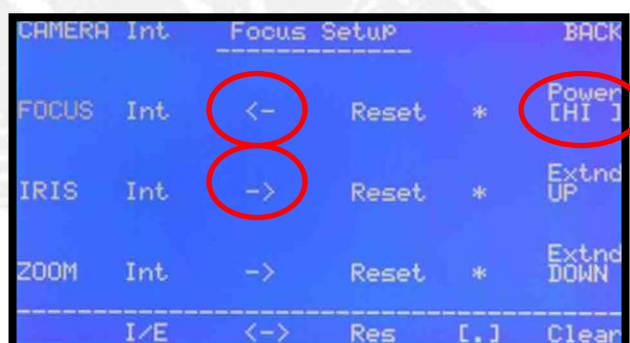 CAMERA Int Focus Setup BACK
FOCUS Int <- Reset * Power
[HI ]
IRIS Int -> Reset * Extnd
UP
ZOOM Int -> Reset * Extnd
DOWN
I/E <-> Res [.] Clear